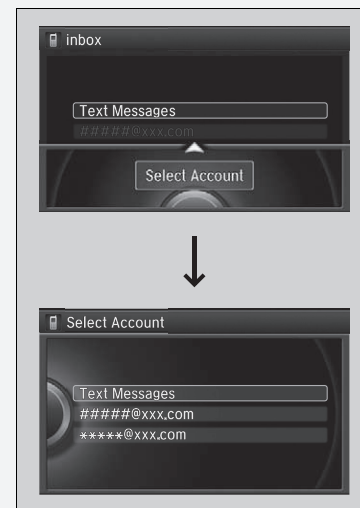 inbox
Text Messages
#####@xxx.com
Select Account
Select Account
Text Messages
#####@xxx.com
*****@xxx.com